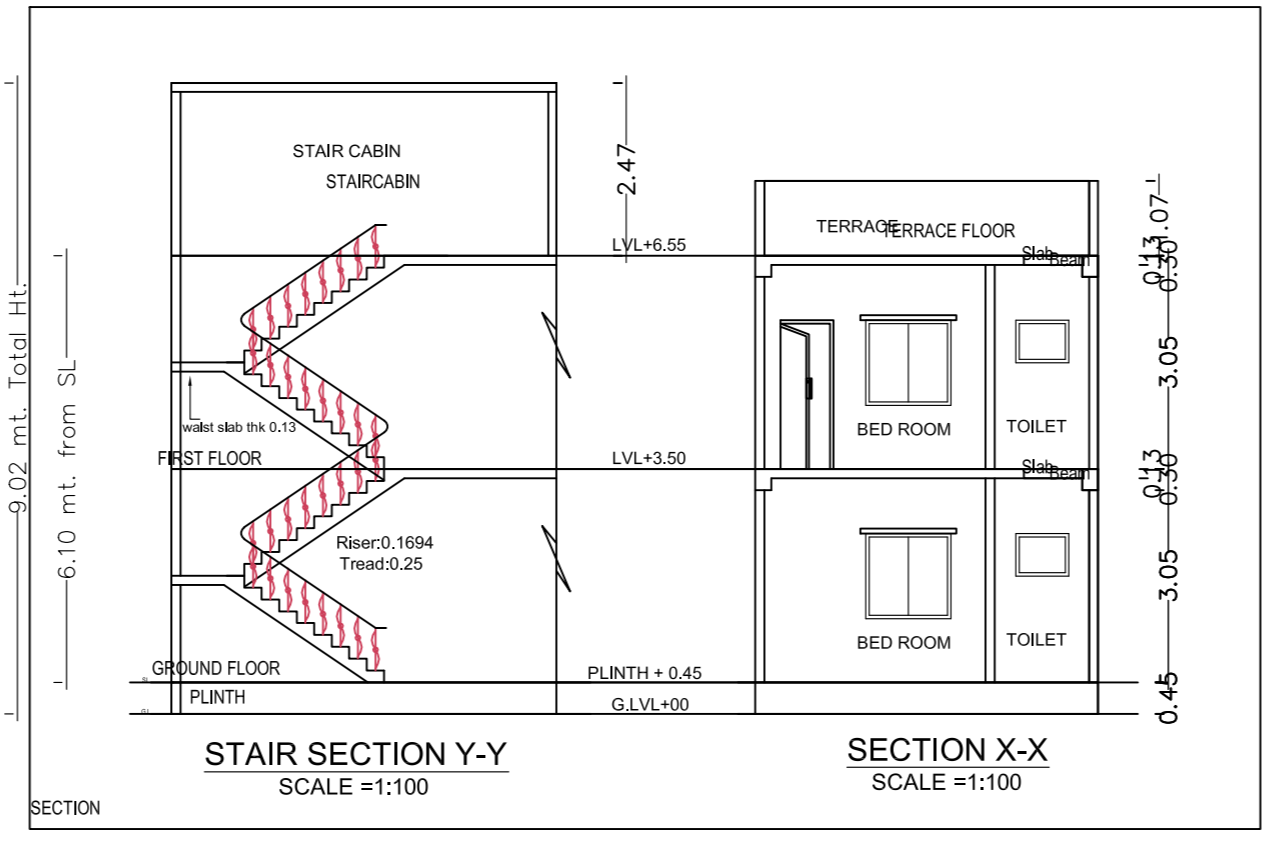 STAIR CABIN
STAIRCABIN
2.47
TERRACE
TERRACE FLOOR
1.07
LVL+6.55
Slab
Beam
0.13
0.30
9.02 mt. Total Ht.
6.10 mt. from SL
3.05
waist slab thk 0.13
BED ROOM
TOILET
FIRST FLOOR
LVL+3.50
Slab
Beam
0.13
0.30
Riser:0.1694
Tread:0.25
3.05
BED ROOM
TOILET
GROUND FLOOR
PLINTH + 0.45
PLINTH
0.45
G.LVL+00
STAIR SECTION Y-Y
SCALE =1:100
SECTION X-X
SCALE =1:100
SECTION